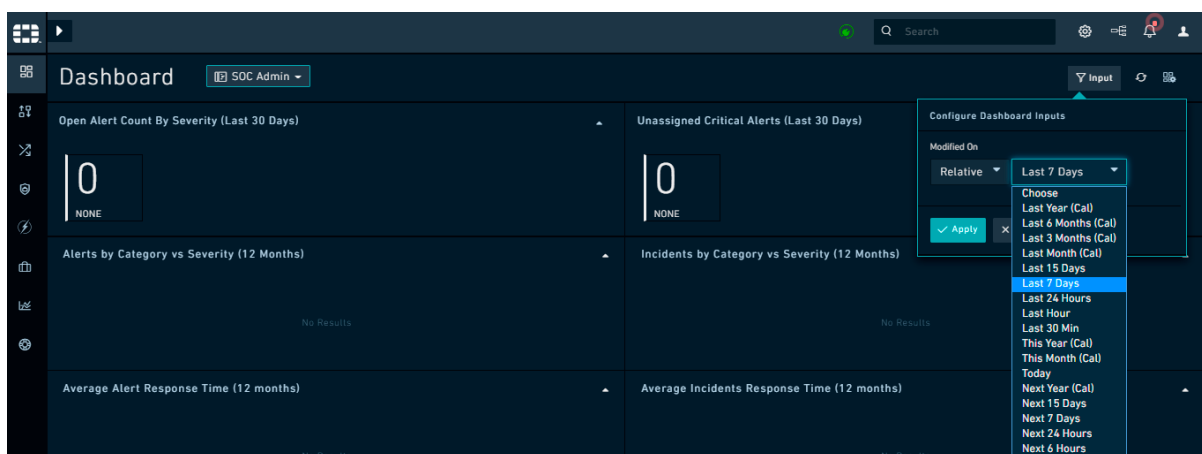 Search
Dashboard
SOC Admin
Input
Open Alert Count By Severity (Last 30 Days)
0
NONE
Unassigned Critical Alerts (Last 30 Days)
0
NONE
Configure Dashboard Inputs
Modified On
Relative
Last 7 Days
Choose
Last Year (Cal)
Last 6 Months (Cal)
Last 3 Months (Cal)
Last Month (Cal)
Last 15 Days
Last 7 Days
Last 24 Hours
Last Hour
Last 30 Min
This Year (Cal)
This Month (Cal)
Today
Next Year (Cal)
Next 15 Days
Next 7 Days
Next 24 Hours
Next 6 Hours
Apply
Alerts by Category vs Severity (12 Months)
No Results
Incidents by Category vs Severity (12 Months)
No Results
Average Alert Response Time (12 months)
Average Incidents Response Time (12 months)